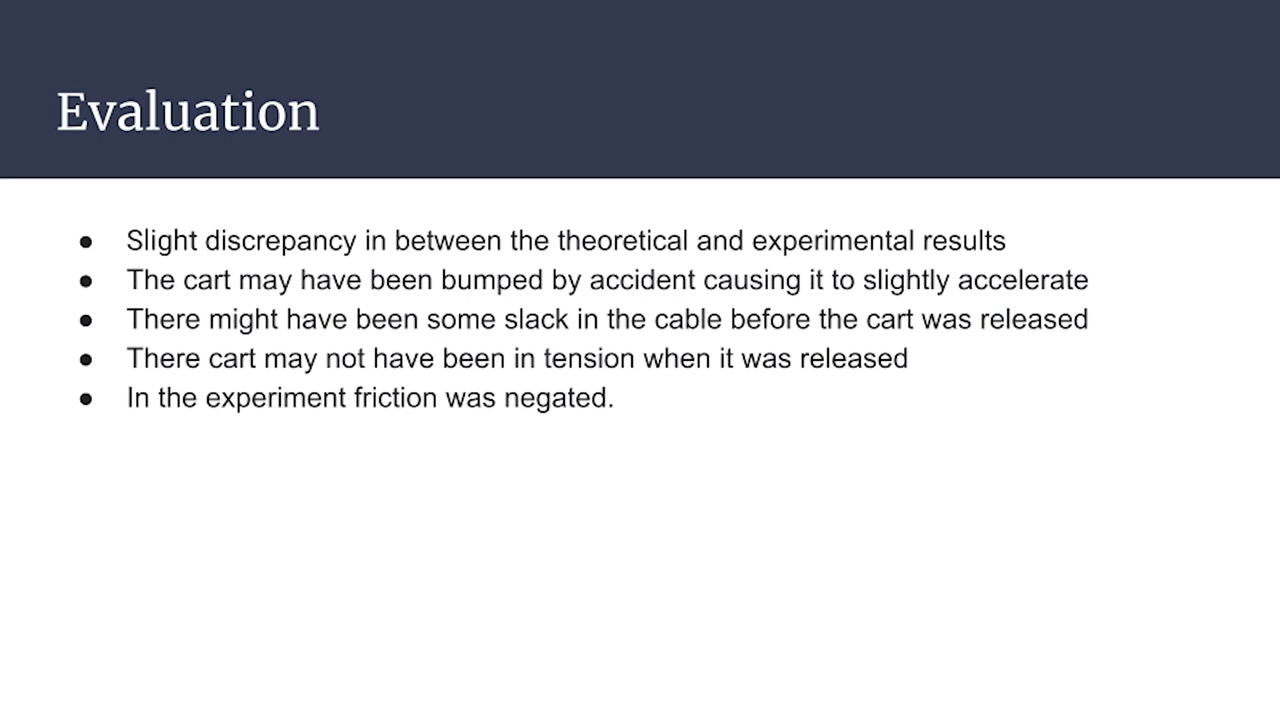 Evaluation
● Slight discrepancy in between the theoretical and experimental results
● The cart may have been bumped by accident causing it to slightly accelerate
● There might have been some slack in the cable before the cart was released
● There cart may not have been in tension when it was released
● In the experiment friction was negated.